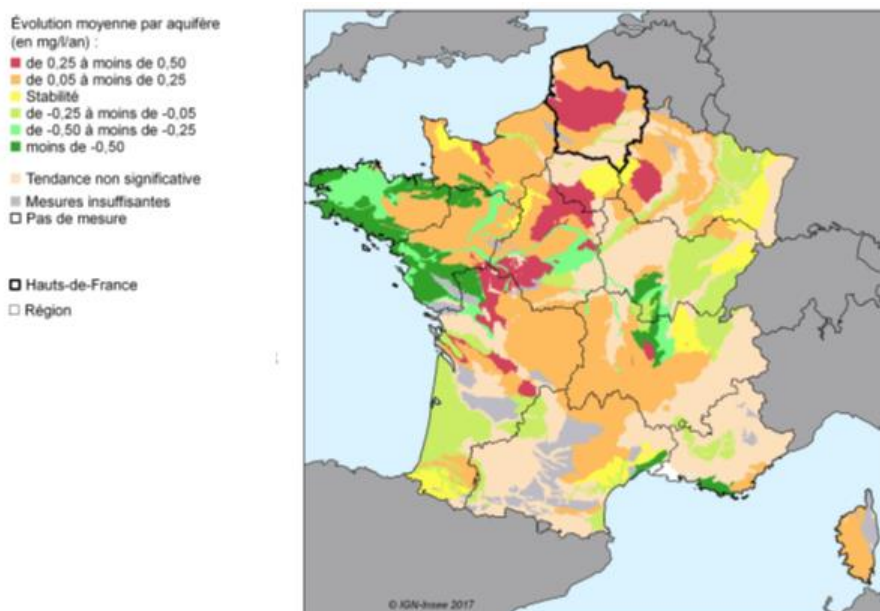 Évolution moyenne par aquifère
(en mg/l/an) :
de 0,25 à moins de 0,50
de 0,05 à moins de 0,25
Stabilité
de -0,25 à moins de -0,05
de -0,50 à moins de -0,25
moins de -0,50
Tendance non significative
Mesures insuffisantes
Pas de mesure
Hauts-de-France
Région
© IGN-Insee 2017